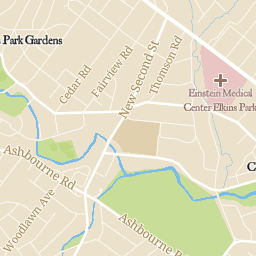 Park Gardens
Cedar Rd
Fairview Rd
New Second St
Thomson Rd
Einstein Medical
Center Elkins Park
Ashbourne Rd
Woodlawn Ave
Ashbourne Rd